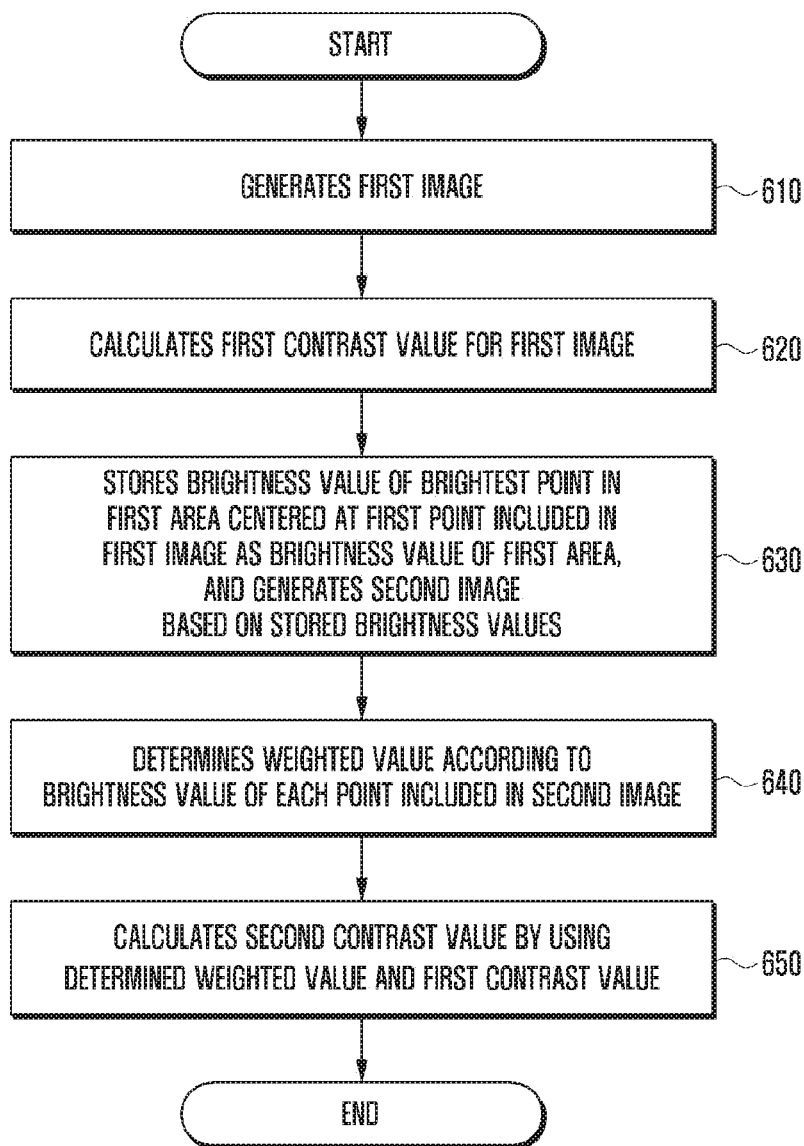 START
GENERATES FIRST IMAGE
610
CALCULATES FIRST CONTRAST VALUE FOR FIRST IMAGE
620
STORES BRIGHTNESS VALUE OF BRIGHTEST POINT IN
FIRST AREA CENTERED AT FIRST POINT INCLUDED IN
FIRST IMAGE AS BRIGHTNESS VALUE OF FIRST AREA,
AND GENERATES SECOND IMAGE
BASED ON STORED BRIGHTNESS VALUES
630
DETERMINES WEIGHTED VALUE ACCORDING TO
BRIGHTNESS VALUE OF EACH POINT INCLUDED IN SECOND IMAGE
640
CALCULATES SECOND CONTRAST VALUE BY USING
DETERMINED WEIGHTED VALUE AND FIRST CONTRAST VALUE
650
END